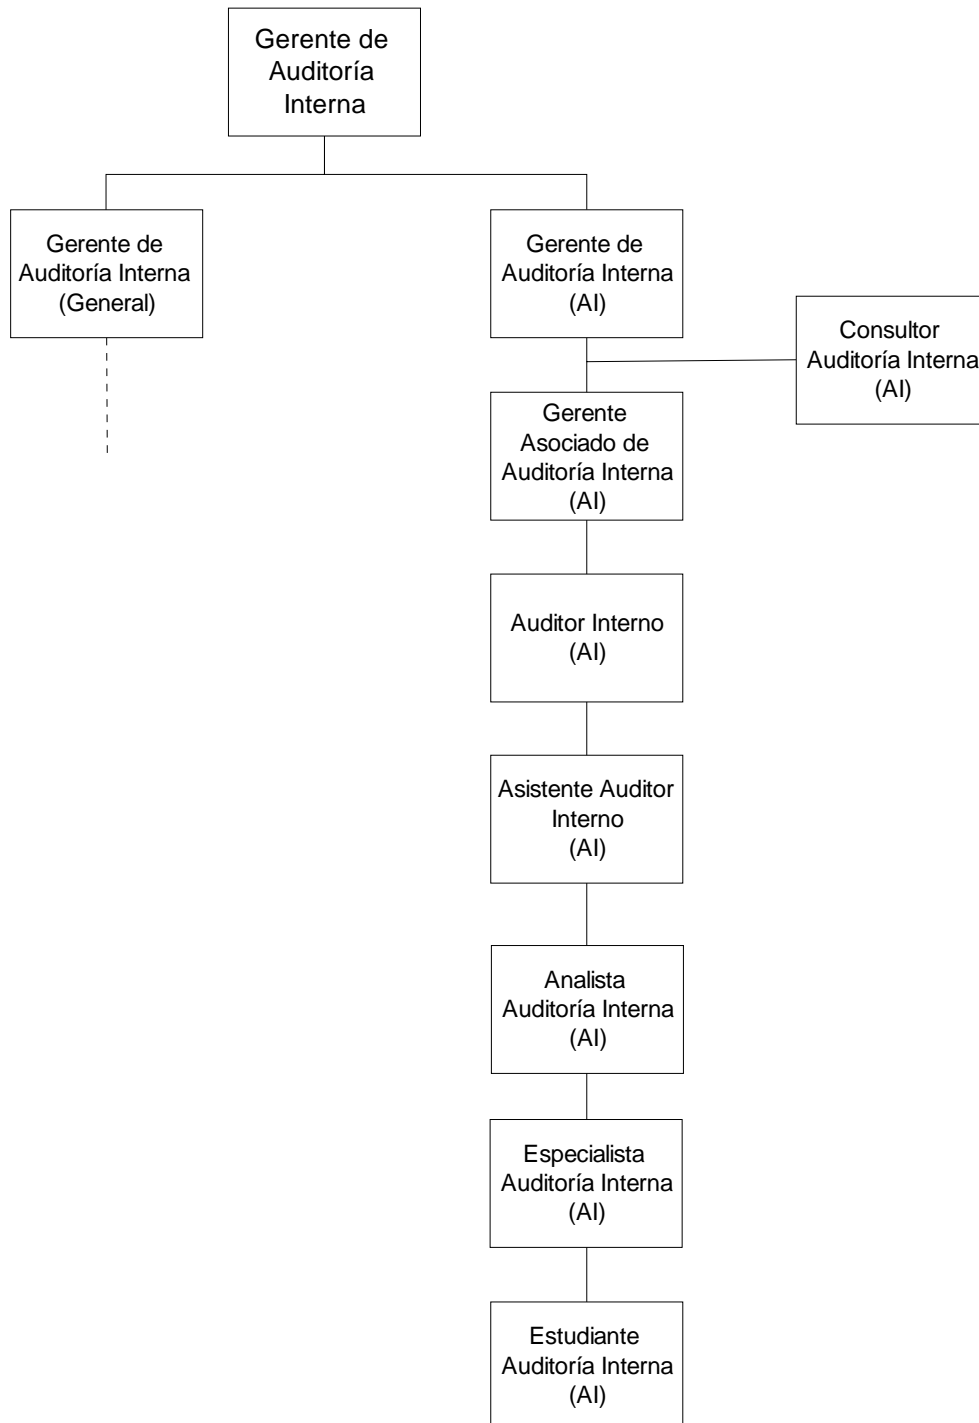 Gerente de
Auditoría
Interna
Gerente de
Auditoría Interna
(General)
Gerente de
Auditoría Interna
(AI)
Consultor
Auditoría Interna
(AI)
Gerente
Asociado de
Auditoría Interna
(AI)
Auditor Interno
(AI)
Asistente Auditor
Interno
(AI)
Analista
Auditoría Interna
(AI)
Especialista
Auditoría Interna
(AI)
Estudiante
Auditoría Interna
(AI)